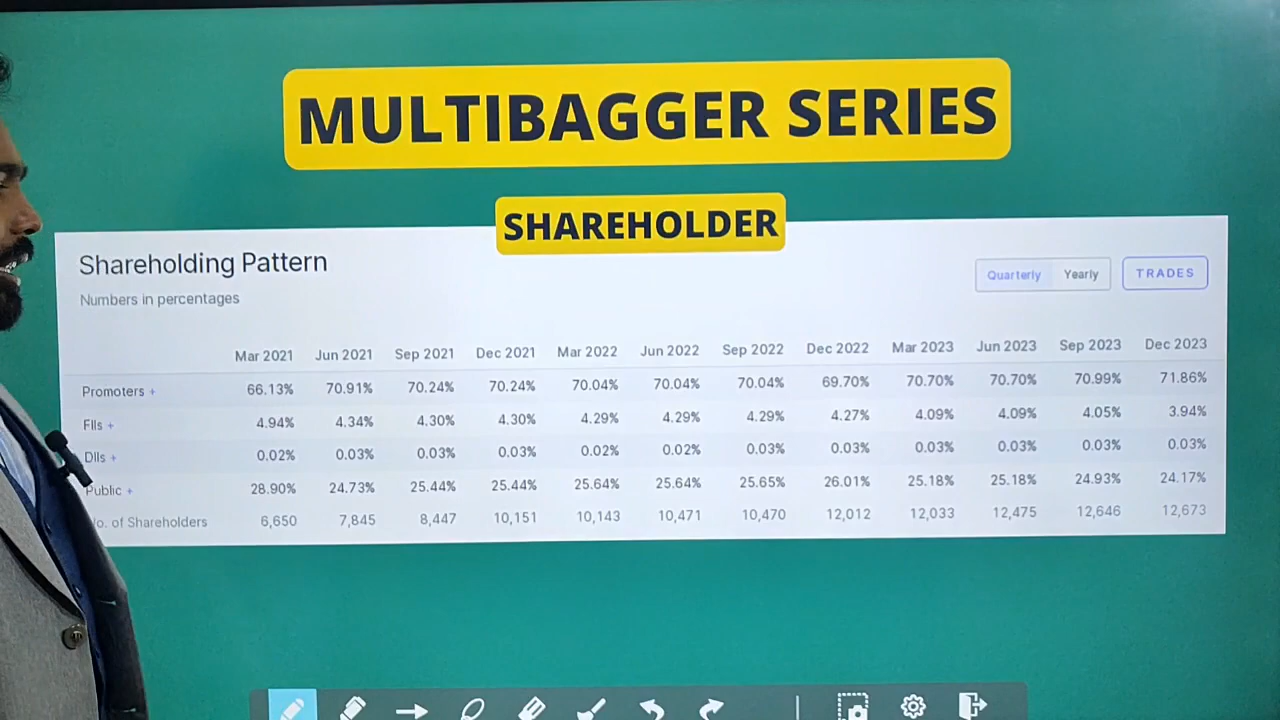 MULTIBAGGER SERIES
SHAREHOLDER
Shareholding Pattern
Numbers in percentages
Quarterly Yearly TRADES
Mar 2021 Jun 2021 Sep 2021 Dec 2021 Mar 2022 Jun 2022 Sep 2022 Dec 2022 Mar 2023 Jun 2023 Sep 2023 Dec 2023
Promoters + 66.13% 70.91% 70.24% 70.24% 70.04% 70.04% 70.04% 69.70% 70.70% 70.70% 70.99% 71.86%
FIIs + 4.94% 4.34% 4.30% 4.30% 4.29% 4.29% 4.29% 4.27% 4.09% 4.09% 4.05% 3.94%
DIIs + 0.02% 0.03% 0.03% 0.03% 0.02% 0.02% 0.03% 0.03% 0.03% 0.03% 0.03% 0.03%
Public + 28.90% 24.73% 25.44% 25.44% 25.64% 25.64% 25.65% 26.01% 25.18% 25.18% 24.93% 24.17%
o. of Shareholders 6,650 7,845 8,447 10,151 10,143 10,471 10,470 12,012 12,033 12,475 12,646 12,673